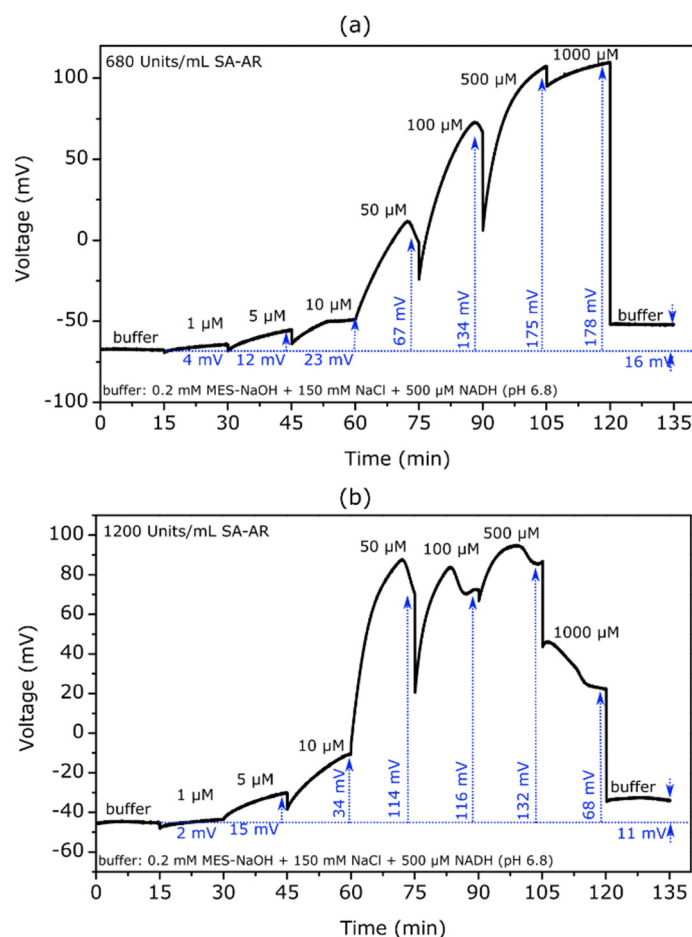 (a)
680 Units/mL SA-AR
1000 µM
500 µM
100 µM
50 µM
10 µM
5 µM
1 µM
buffer
buffer
4 mV
12 mV
23 mV
67 mV
134 mV
175 mV
178 mV
16 mV
buffer: 0.2 mM MES-NaOH + 150 mM NaCl + 500 µM NADH (pH 6.8)
100
50
0
-50
-100
Voltage (mV)
0 15 30 45 60 75 90 105 120 135
Time (min)
(b)
1200 Units/mL SA-AR
50 µM
100 µM
500 µM
1000 µM
10 µM
5 µM
1 µM
buffer
buffer
2 mV
15 mV
34 mV
114 mV
116 mV
132 mV
68 mV
11 mV
buffer: 0.2 mM MES-NaOH + 150 mM NaCl + 500 µM NADH (pH 6.8)
100
80
60
40
20
0
-20
-40
-60
Voltage (mV)
0 15 30 45 60 75 90 105 120 135
Time (min)